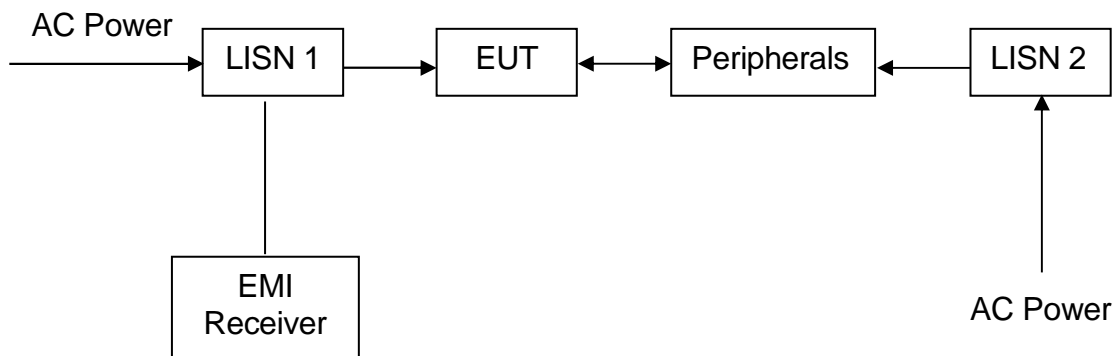 AC Power
LISN 1
EUT
Peripherals
LISN 2
EMI
Receiver
AC Power